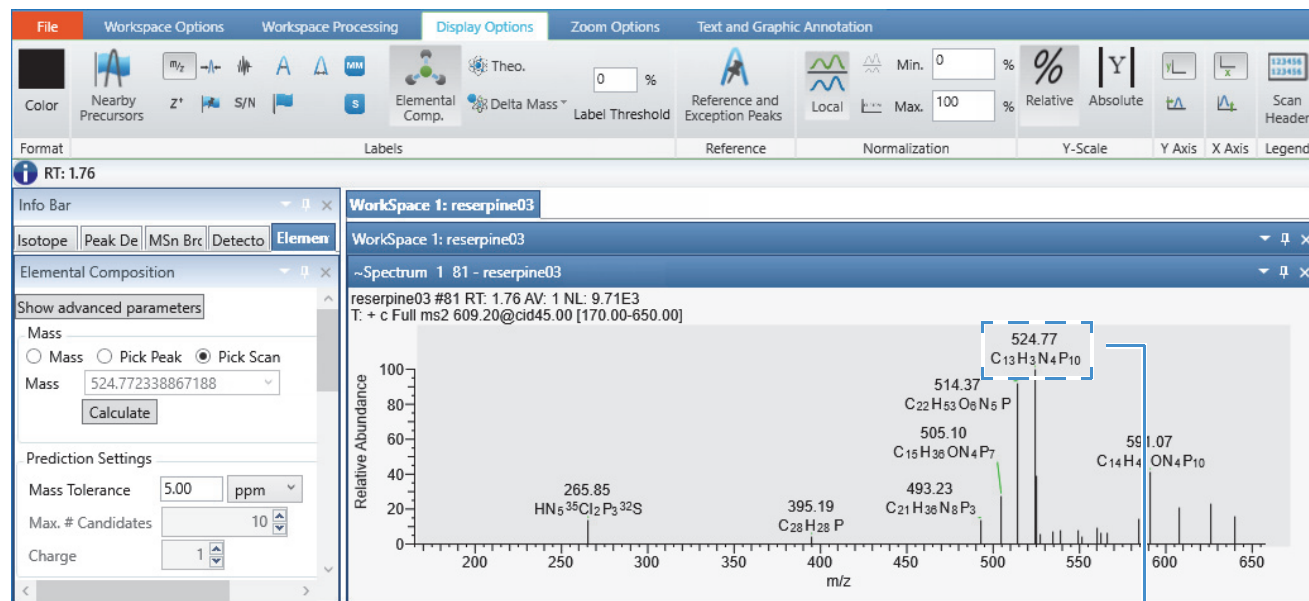 File Workspace Options Workspace Processing Display Options Zoom Options Text and Graphic Annotation
Color
Nearby Precursors
m/z
MM
Z+
S/N
S
Elemental Comp.
Theo.
Delta Mass
0 %
Label Threshold
Reference and Exception Peaks
Local
Min. 0 %
Max. 100 %
% Relative
Y Absolute
y
x
123456
123456
Scan Header
Format Labels Reference Normalization Y-Scale Y Axis X Axis Legend
i RT: 1.76
Info Bar
Isotope Peak De MSn Brc Detecto Elemen
Elemental Composition
Show advanced parameters
Mass
Mass Pick Peak Pick Scan
Mass 524.772338867188
Calculate
Prediction Settings
Mass Tolerance 5.00 ppm
Max. # Candidates 10
Charge 1
WorkSpace 1: reserpine03
WorkSpace 1: reserpine03
~Spectrum 1 81 - reserpine03
reserpine03 #81 RT: 1.76 AV: 1 NL: 9.71E3
T: + c Full ms2 609.20@cid45.00 [170.00-650.00]
524.77
C13H3N4P10
514.37
C22H53O6N5P
505.10
C15H36ON4P7
591.07
ON4P10
265.85
HN5 35Cl2P3 32S
395.19
C28H28P
493.23
C21H36N8P3
Relative Abundance
100
80
60
40
20
0
200 250 300 350 400 450 500 550 600 650
m/z